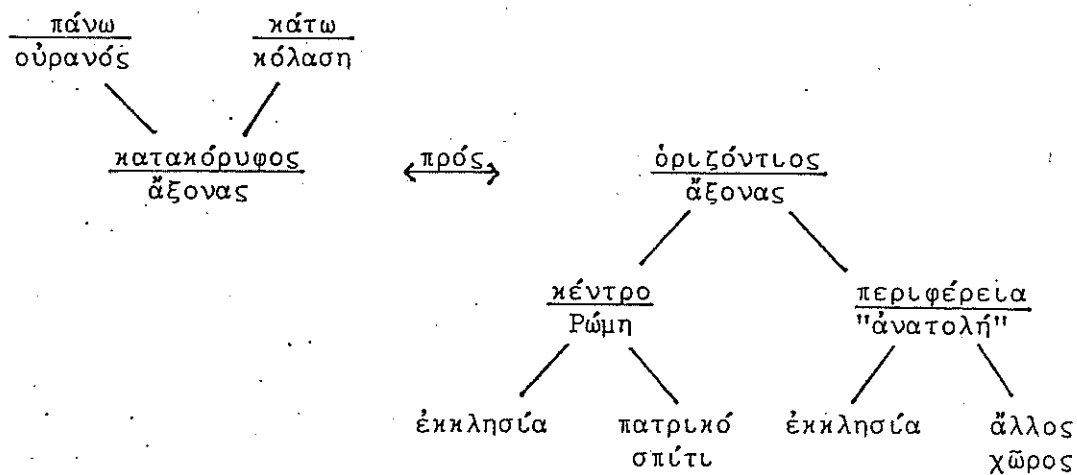 πάνω κάτω
οὐρανός κόλαση
κατακόρυφος πρός ὁριζόντιος
ἄξονας ἄξονας
κέντρο περιφέρεια
Ρώμη "ἀνατολή"
ἐκκλησία πατρικό ἐκκλησία ἄλλος
σπίτι χῶρος